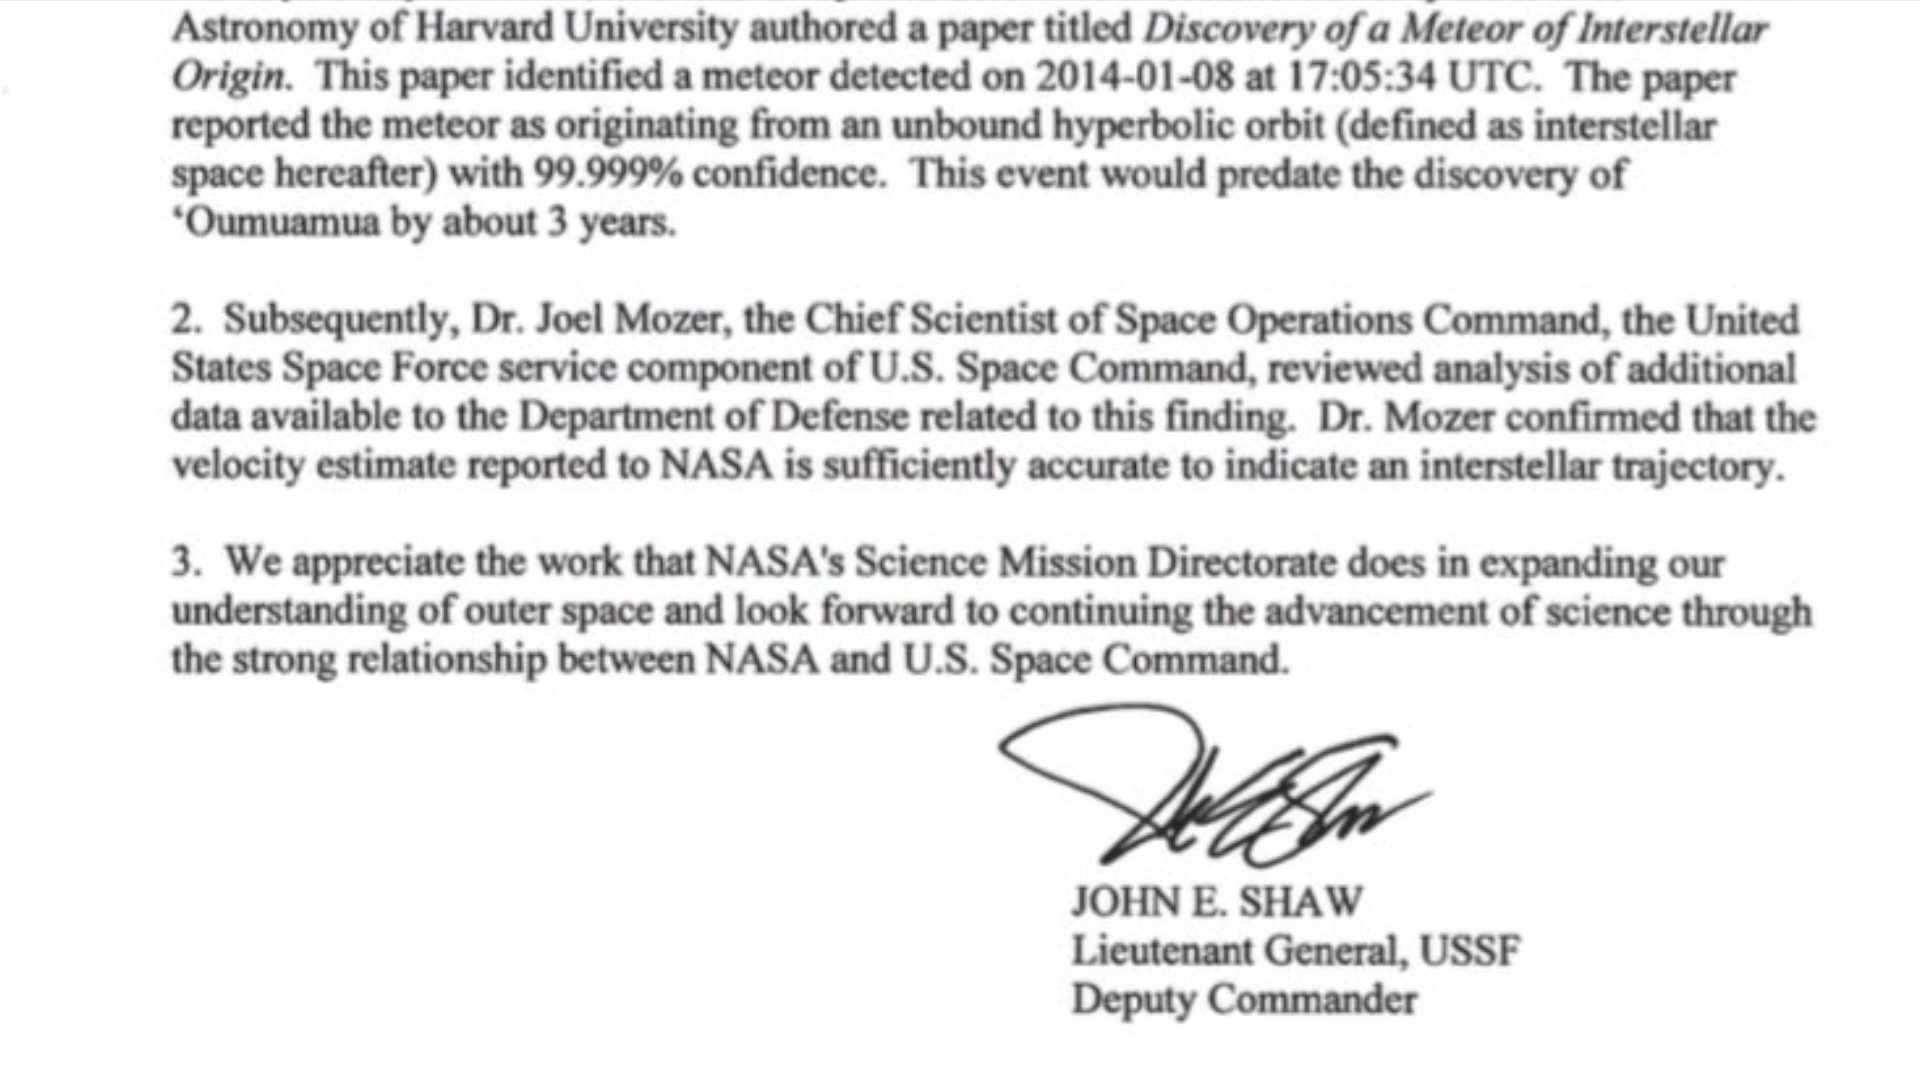 Astronomy of Harvard University authored a paper titled Discovery of a Meteor of Interstellar
Origin. This paper identified a meteor detected on 2014-01-08 at 17:05:34 UTC. The paper
reported the meteor as originating from an unbound hyperbolic orbit (defined as interstellar
space hereafter) with 99.999% confidence. This event would predate the discovery of
‘Oumuamua by about 3 years.
2. Subsequently, Dr. Joel Mozer, the Chief Scientist of Space Operations Command, the United
States Space Force service component of U.S. Space Command, reviewed analysis of additional
data available to the Department of Defense related to this finding. Dr. Mozer confirmed that the
velocity estimate reported to NASA is sufficiently accurate to indicate an interstellar trajectory.
3. We appreciate the work that NASA's Science Mission Directorate does in expanding our
understanding of outer space and look forward to continuing the advancement of science through
the strong relationship between NASA and U.S. Space Command.
JOHN E. SHAW
Lieutenant General, USSF
Deputy Commander